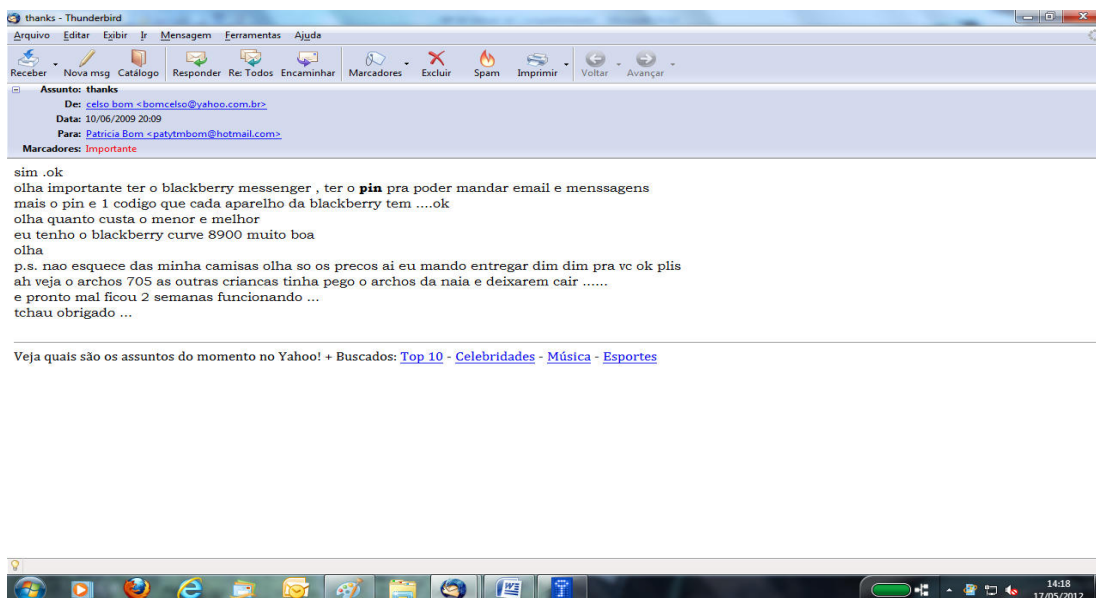 thanks - Thunderbird
Arquivo Editar Exibir Ir Mensagem Ferramentas Ajuda
Receber Nova msg Catálogo Responder Re: Todos Encaminhar Marcadores Excluir Spam Imprimir Voltar Avançar
Assunto: thanks
De: celso bom <bomcelso@yahoo.com.br>
Data: 10/06/2009 20:09
Para: Patricia Bom <patytmbom@hotmail.com>
Marcadores: Importante
sim .ok
olha importante ter o blackberry messenger , ter o pin pra poder mandar email e menssagens
mais o pin e 1 codigo que cada aparelho da blackberry tem ....ok
olha quanto custa o menor e melhor
eu tenho o blackberry curve 8900 muito boa
olha
p.s. nao esquece das minha camisas olha so os precos ai eu mando entregar dim dim pra vc ok plis
ah veja o archos 705 as outras criancas tinha pego o archos da naia e deixarem cair ......
e pronto mal ficou 2 semanas funcionando ...
tchau obrigado ...
Veja quais são os assuntos do momento no Yahoo! + Buscados: Top 10 - Celebridades - Música - Esportes
14:18
17/05/2012